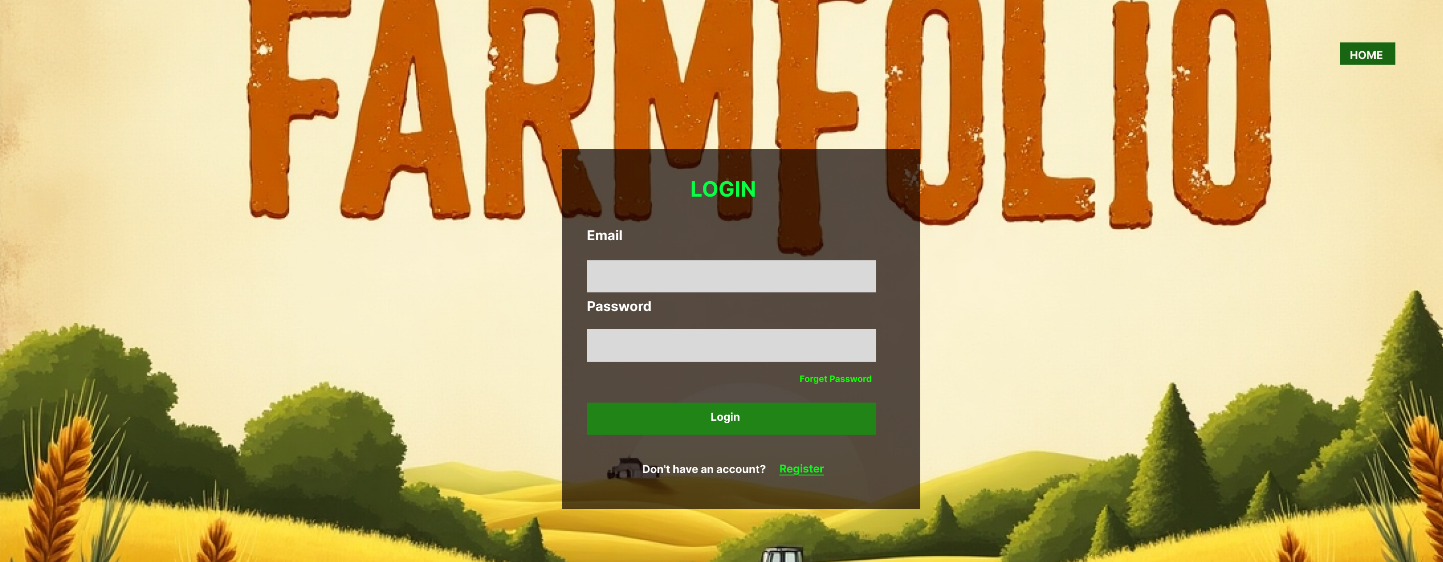 FARMFOLIO
HOME
LOGIN
Email
Password
Forget Password
Login
Don't have an account? Register